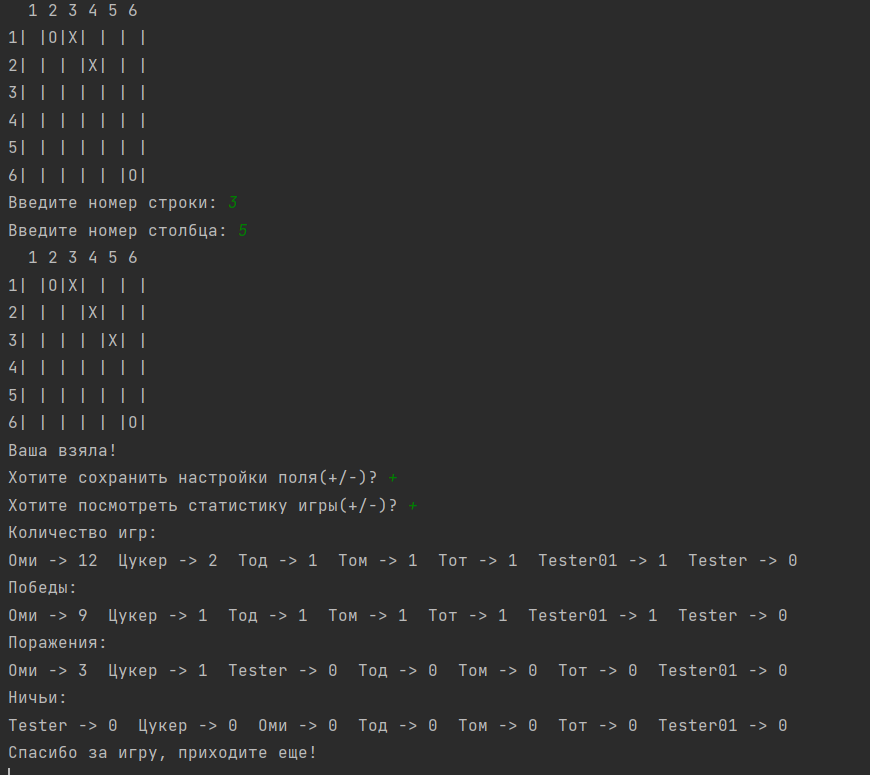 1 2 3 4 5 6
1| |O|X| | | |
2| | | |X| | |
3| | | | | | |
4| | | | | | |
5| | | | | | |
6| | | | | |O|
Введите номер строки: 3
Введите номер столбца: 5
  1 2 3 4 5 6
1| |O|X| | | |
2| | | |X| | |
3| | | | |X| |
4| | | | | | |
5| | | | | | |
6| | | | | |O|
Ваша взяла!
Хотите сохранить настройки поля(+/-)? +
Хотите посмотреть статистику игры(+/-)? +
Количество игр:
Оми -> 12  Цукер -> 2  Тод -> 1  Том -> 1  Тот -> 1  Tester01 -> 1  Tester -> 0
Победы:
Оми -> 9  Цукер -> 1  Тод -> 1  Том -> 1  Тот -> 1  Tester01 -> 1  Tester -> 0
Поражения:
Оми -> 3  Цукер -> 1  Tester -> 0  Тод -> 0  Том -> 0  Тот -> 0  Tester01 -> 0
Ничьи:
Tester -> 0  Цукер -> 0  Оми -> 0  Тод -> 0  Том -> 0  Тот -> 0  Tester01 -> 0
Спасибо за игру, приходите еще!